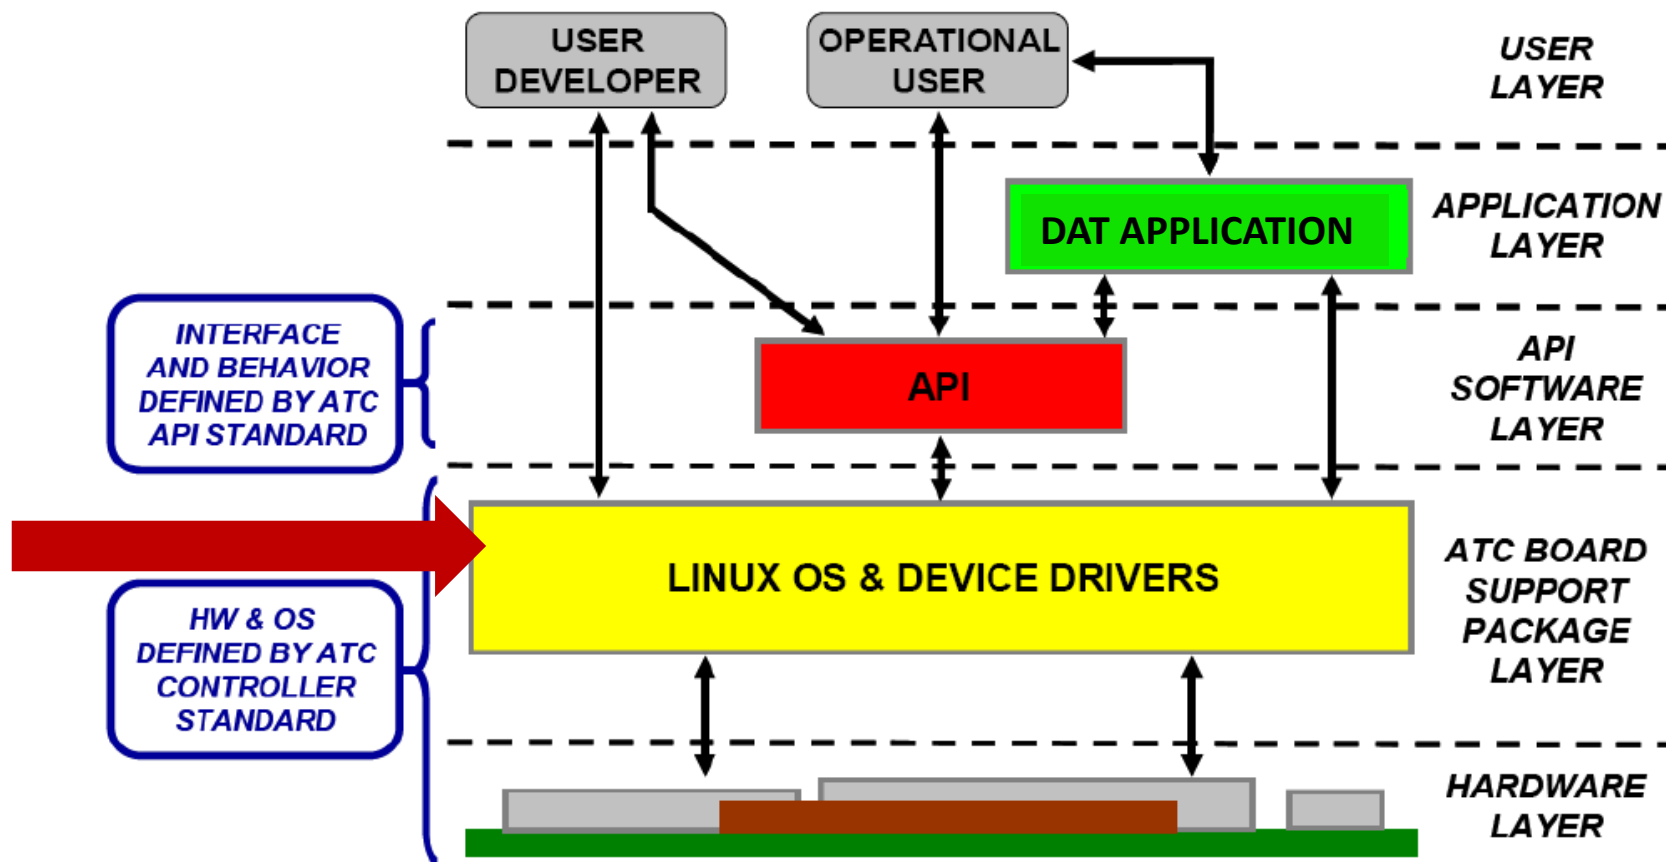 USER
DEVELOPER
OPERATIONAL
USER
USER
LAYER
DAT APPLICATION
APPLICATION
LAYER
INTERFACE
AND BEHAVIOR
DEFINED BY ATC
API STANDARD
API
API
SOFTWARE
LAYER
LINUX OS & DEVICE DRIVERS
ATC BOARD
SUPPORT
PACKAGE
LAYER
HW & OS
DEFINED BY ATC
CONTROLLER
STANDARD
HARDWARE
LAYER